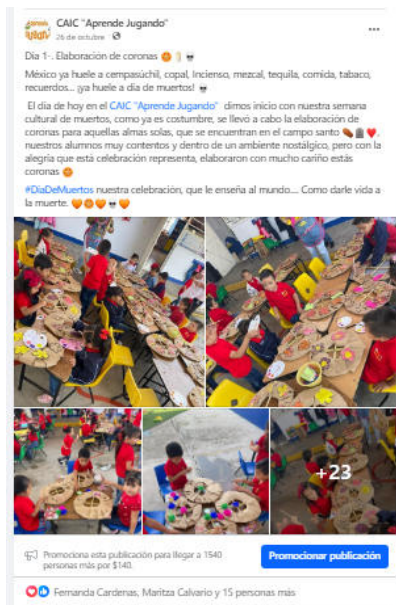 CAIC "Aprende Jugando"
26 de octubre
Día 1-. Elaboración de coronas
México ya huele a cempasúchil, copal, Incienso, mezcal, tequila, comida, tabaco,
recuerdos... ¡ya huele a día de muertos!
El día de hoy en el CAIC "Aprende Jugando" dimos inicio con nuestra semana
cultural de muertos, como ya es costumbre, se llevó a cabo la elaboración de
coronas para aquellas almas solas, que se encuentran en el campo santo
nuestros alumnos muy contentos y dentro de un ambiente nostálgico, pero con la
alegría que está celebración representa, elaboraron con mucho cariño estás
coronas
#DíaDeMuertos nuestra celebración, que le enseña al mundo.... Como darle vida a
la muerte.
+23
Promociona esta publicación para llegar a 1540
personas más por $140.
Promocionar publicación
Fernanda Cardenas, Maritza Calvario y 15 personas más